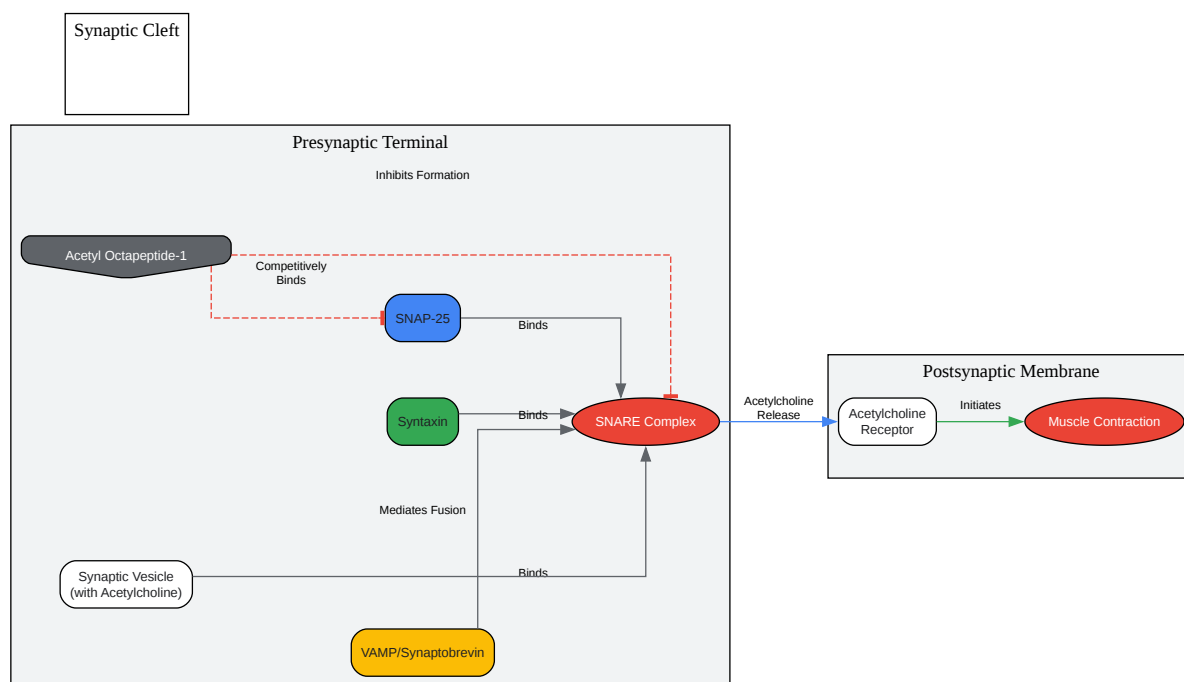 Synaptic Cleft
Presynaptic Terminal
Inhibits Formation
Acetyl Octapeptide-1
Competitively
Binds
SNAP-25
Binds
Postsynaptic Membrane
Syntaxin
Binds
SNARE Complex
Acetylcholine
Release
Acetylcholine
Receptor
Initiates
Muscle Contraction
Mediates Fusion
Synaptic Vesicle
(with Acetylcholine)
Binds
VAMP/Synaptobrevin